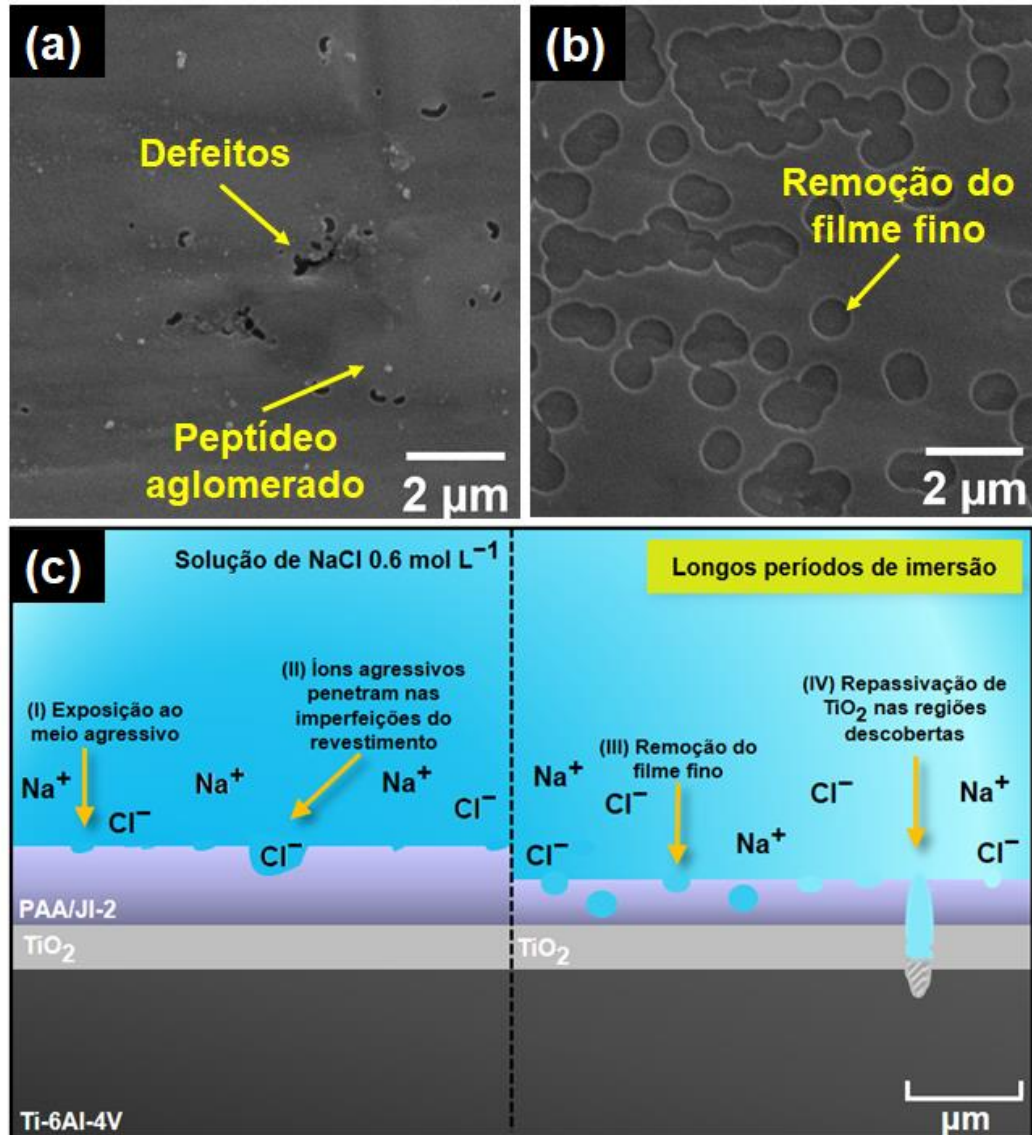 (a)
Defeitos
Peptídeo
aglomerado
2 μm
(b)
Remoção do
filme fino
2 μm
(c)
Solução de NaCl 0.6 mol L⁻¹
(I) Exposição ao
meio agressivo
(II) Íons agressivos
penetram nas
imperfeições do
revestimento
Na⁺
Cl⁻
Na⁺
Na⁺
Cl⁻
Cl⁻
PAA/JI-2
TiO₂
Ti-6Al-4V
Longos períodos de imersão
(III) Remoção do
filme fino
(IV) Repassivação de
TiO₂ nas regiões
descobertas
Na⁺
Cl⁻
Cl⁻
Na⁺
Cl⁻
Na⁺
Cl⁻
TiO₂
μm